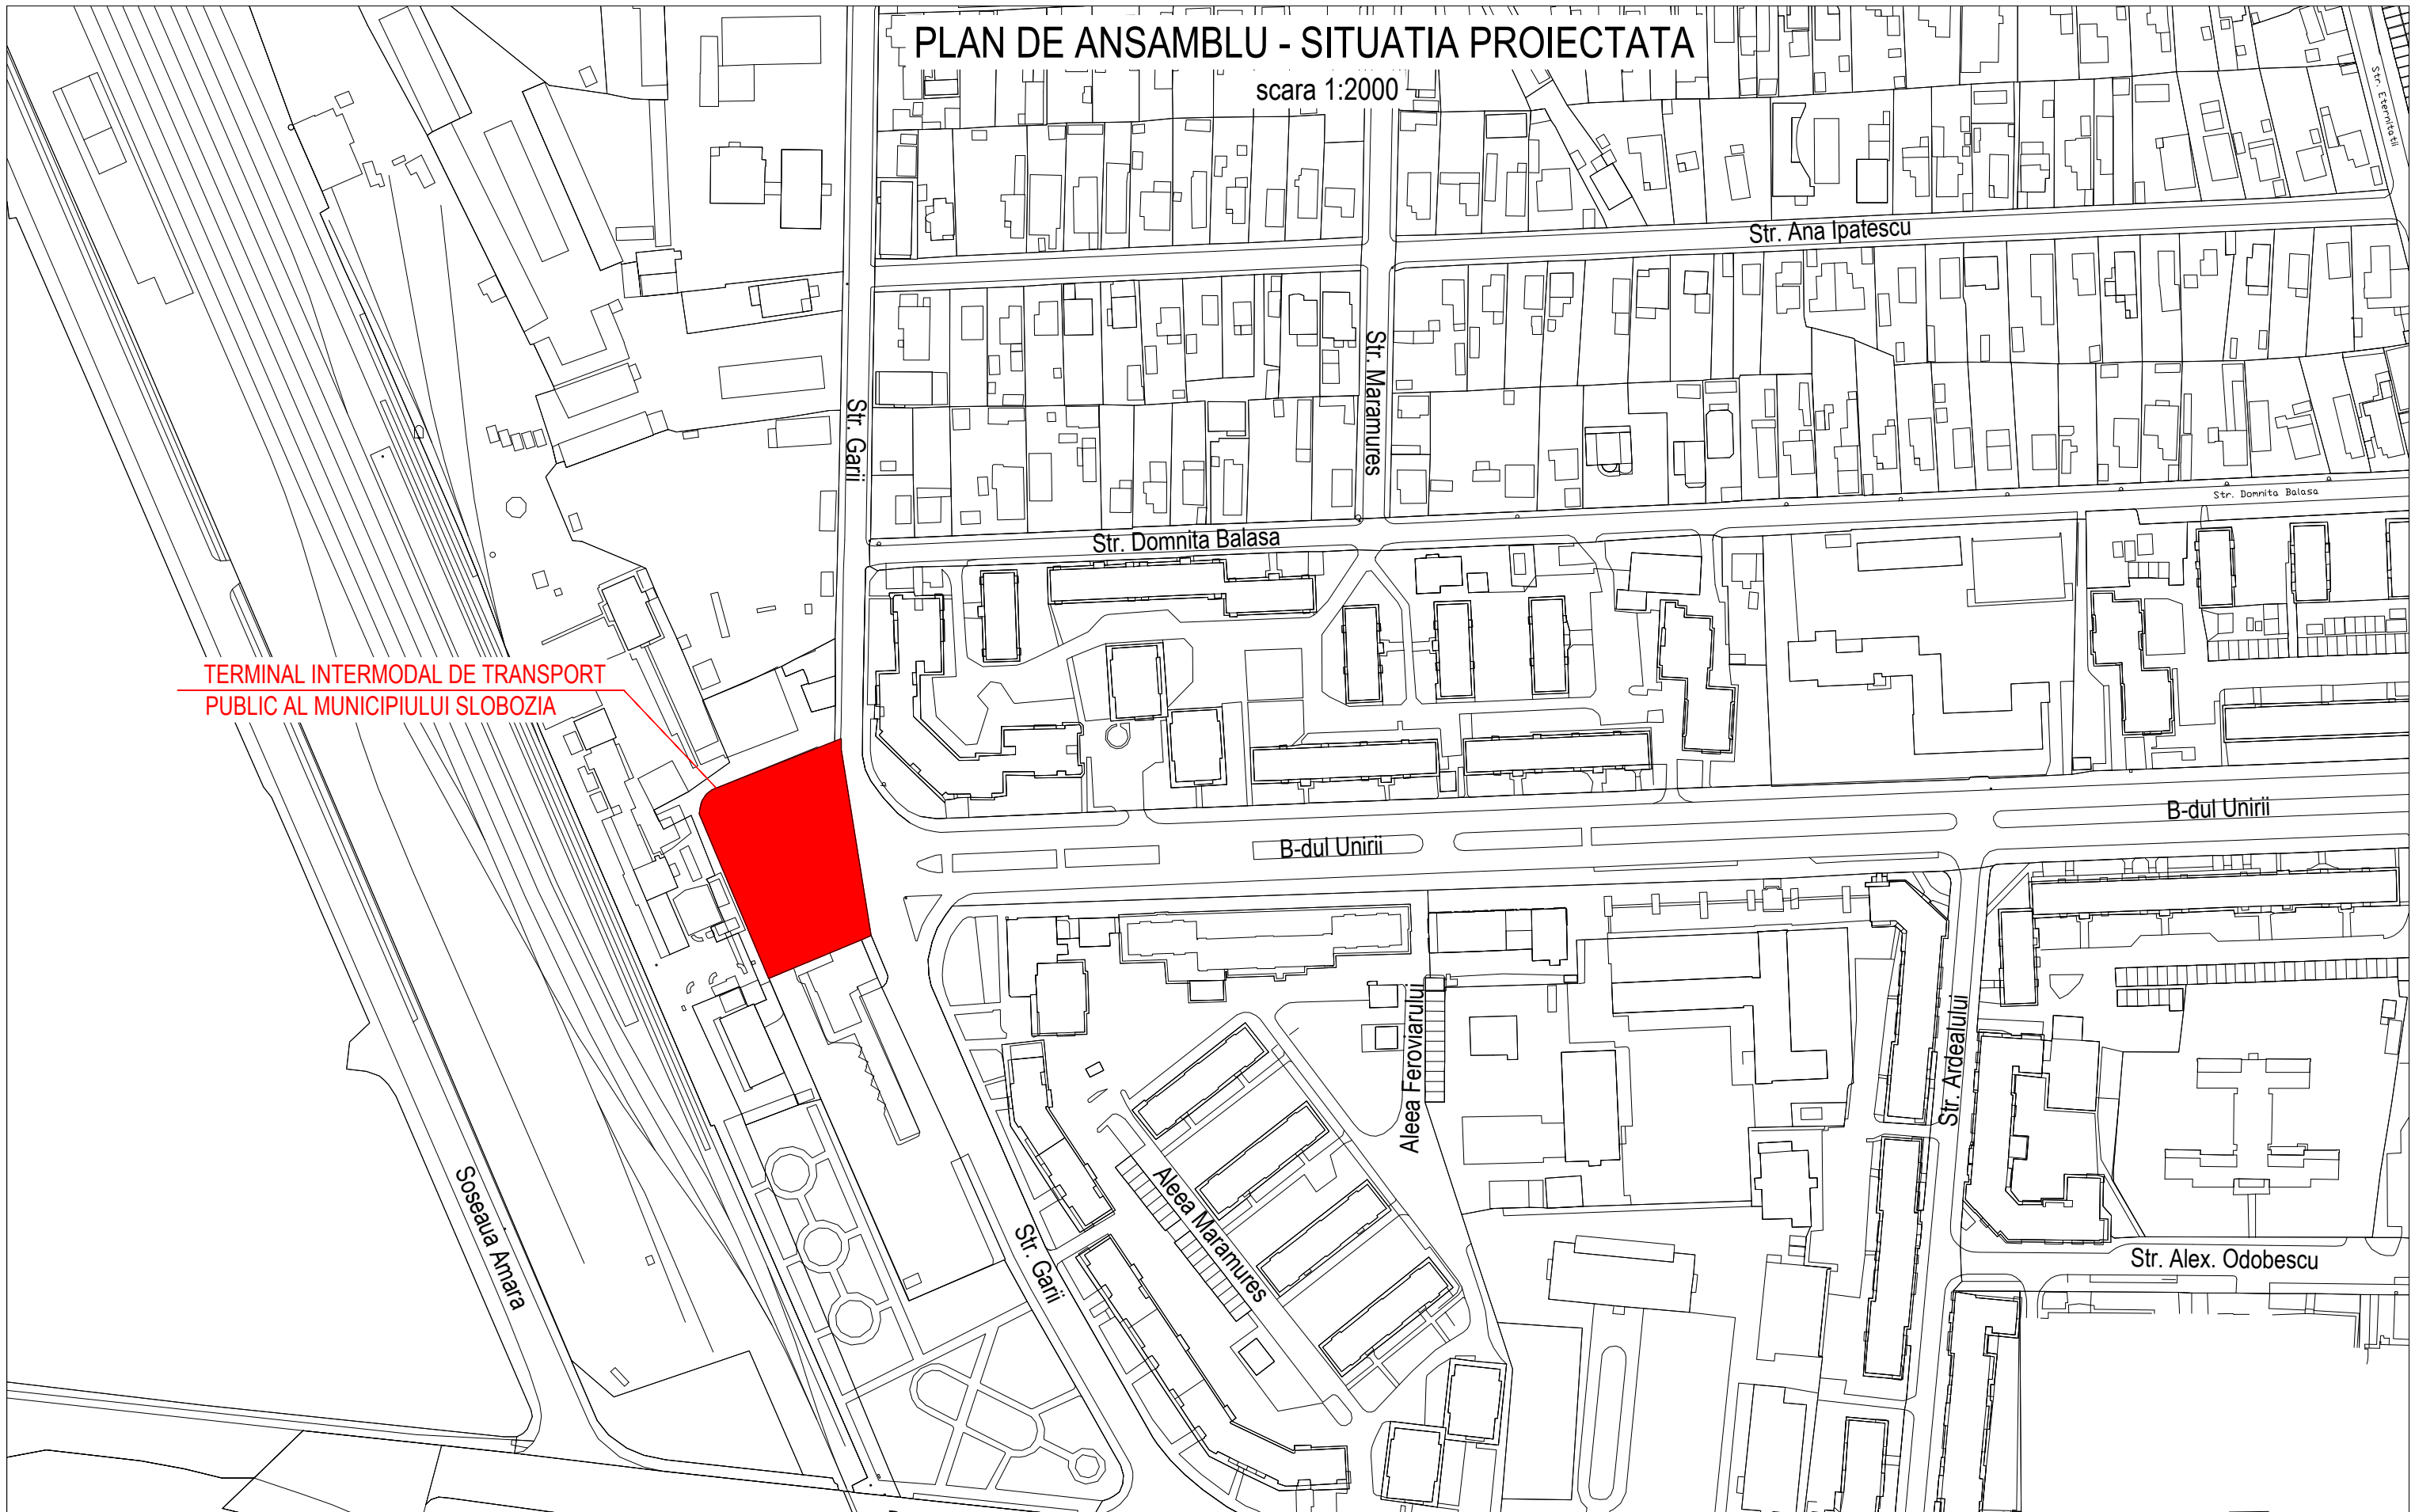 PLAN DE ANSAMBLU - SITUATIA PROIECTATA
scara 1:2000
Str. Eternitatii
Str. Ana Ipatescu
Str. Maramures
Str. Garii
Str. Domnita Balasa
Str. Domnita Balasa
TERMINAL INTERMODAL DE TRANSPORT
PUBLIC AL MUNICIPIULUI SLOBOZIA
B-dul Unirii
B-dul Unirii
Aleea Feroviarului
Str. Ardealului
Soseaua Amara
Aleea Maramures
Str. Garii
Str. Alex. Odobescu